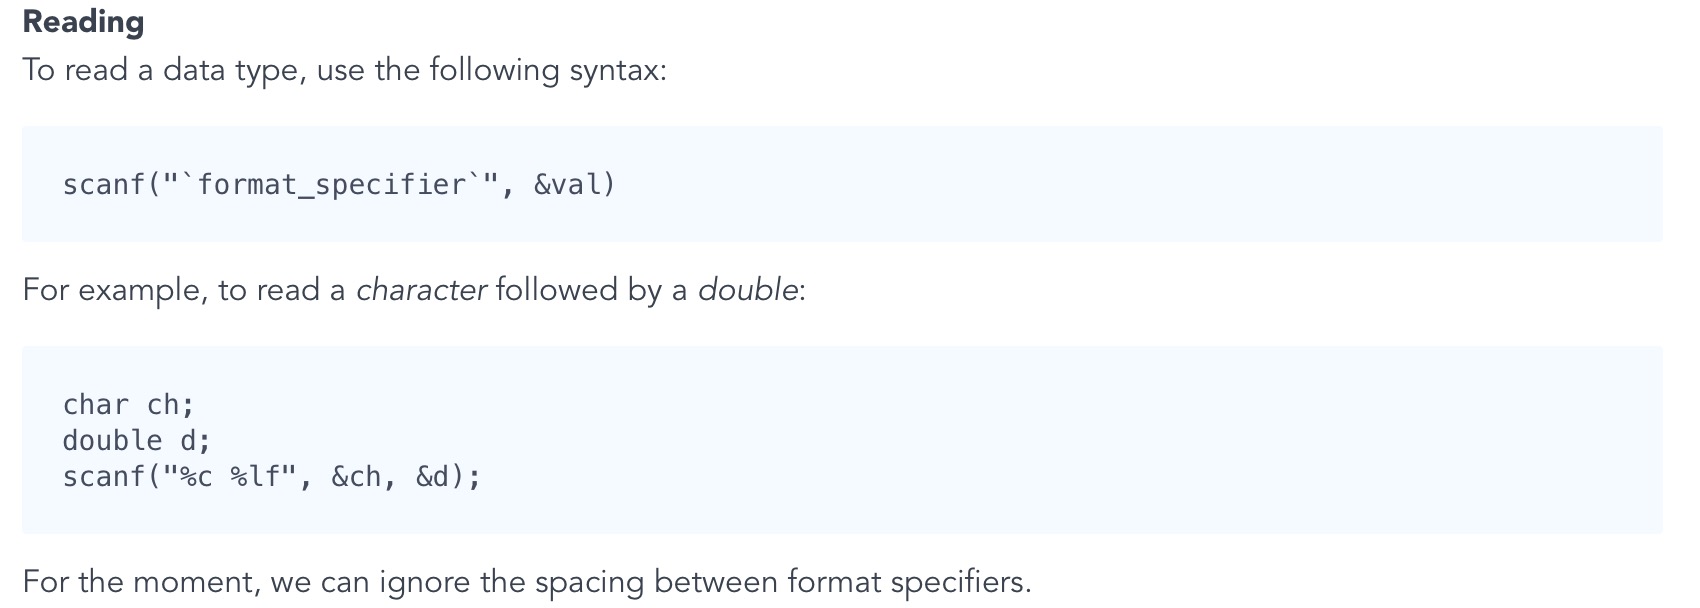 Reading
To read a data type, use the following syntax:
scanf("`format_specifier`", &val)
For example, to read a character followed by a double:
char ch;
double d;
scanf("%c %lf", &ch, &d);
For the moment, we can ignore the spacing between format specifiers.